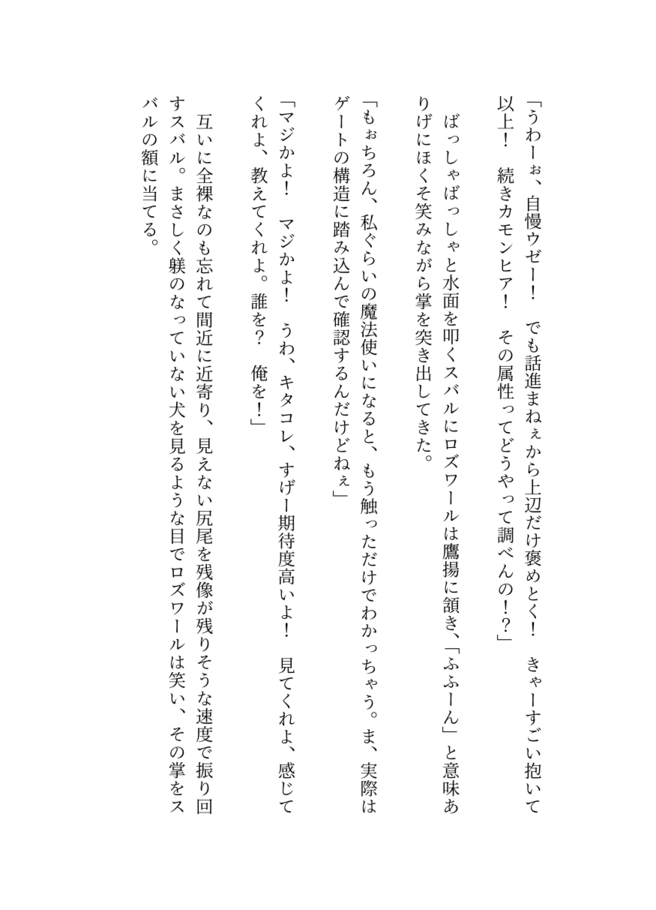 「うわーぉ、自慢ウゼー！　でも話進まねぇから上辺だけ褒めとく！　きゃーすごい抱いて
以上！　続きカモンヒア！　その属性ってどうやって調べんの！？」
　ばっしゃばっしゃと水面を叩くスバルにロズワールは鷹揚に頷き、「ふふーん」と意味あ
りげにほくそ笑みながら掌を突き出してきた。
「もぉちろん、私ぐらいの魔法使いになると、もう触っただけでわかっちゃう。ま、実際は
ゲートの構造に踏み込んで確認するんだけどねぇ」
「マジかよ！　マジかよ！　うわ、キタコレ、すげー期待度高いよ！　見てくれよ、感じて
くれよ、教えてくれよ。誰を？　俺を！」
　互いに全裸なのも忘れて間近に近寄り、見えない尻尾を残像が残りそうな速度で振り回
すスバル。まさしく躾のなっていない犬を見るような目でロズワールは笑い、その掌をス
バルの額に当てる。